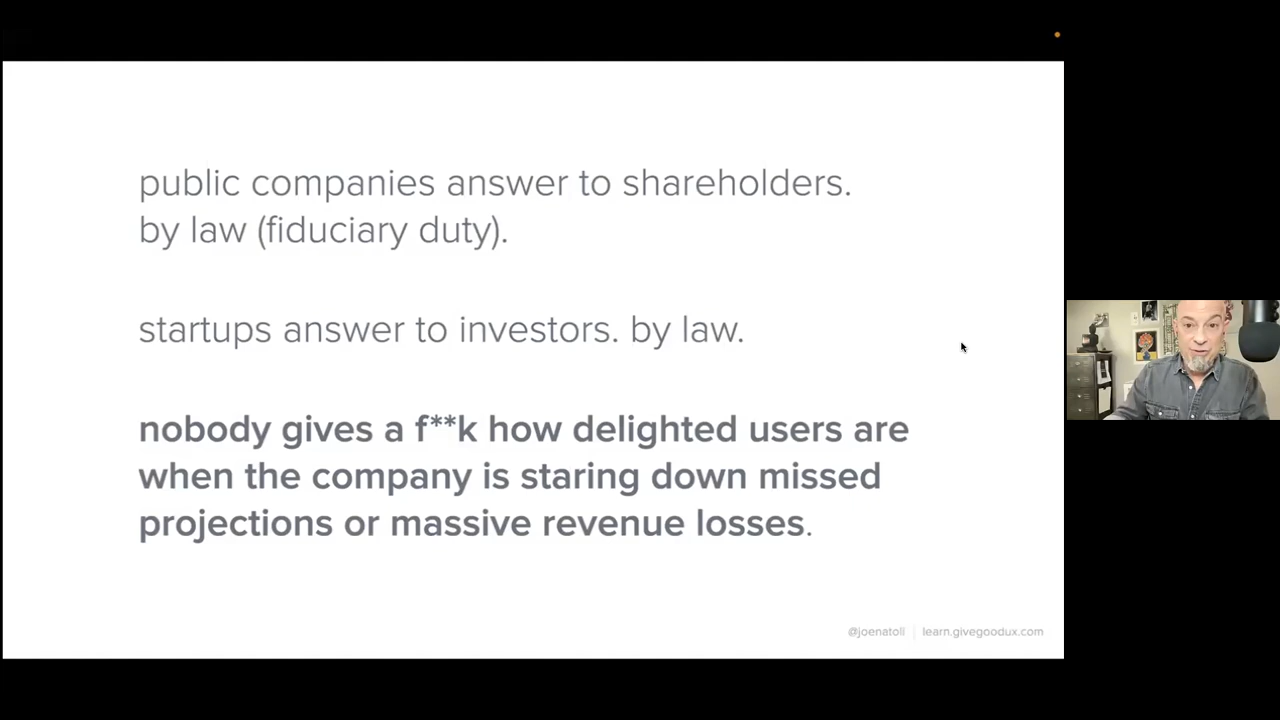 public companies answer to shareholders.
by law (fiduciary duty).
startups answer to investors. by law.
nobody gives a f**k how delighted users are
when the company is staring down missed
projections or massive revenue losses.
@joenatoli | learn.givegoodux.com